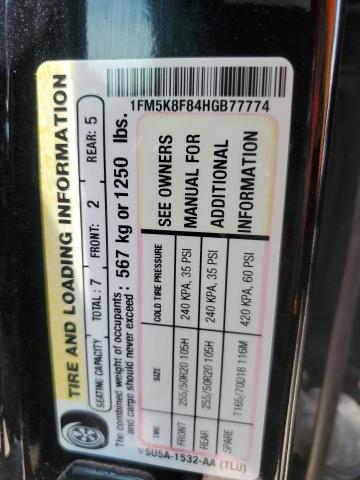 1FM5K8F84HGB77774
TIRE AND LOADING INFORMATION
SEATING CAPACITY TOTAL: 7 FRONT: 2 REAR: 5
The combined weight of occupants and cargo should never exceed : 567 kg or 1250 lbs.
TIRE SIZE COLD TIRE PRESSURE
FRONT 255/50R20 105H 240 KPA, 35 PSI
REAR 255/50R20 105H 240 KPA, 35 PSI
SPARE T165/70D18 116M 420 KPA, 60 PSI
SEE OWNERS
MANUAL FOR
ADDITIONAL
INFORMATION
5U5A-1532-AA (TLU)